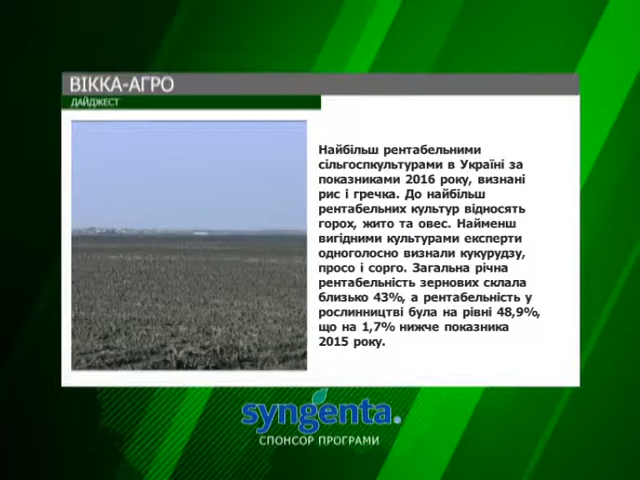 ВІККА-АГРО
ДАЙДЖЕСТ
Найбільш рентабельними
сільгоспкультурами в Україні за
показниками 2016 року, визнані
рис і гречка. До найбільш
рентабельних культур відносять
горох, жито та овес. Найменш
вигідними культурами експерти
одноголосно визнали кукурудзу,
просо і сорго. Загальна річна
рентабельність зернових склала
близько 43%, а рентабельність у
рослинництві була на рівні 48,9%,
що на 1,7% нижче показника
2015 року.
syngenta.
СПОНСОР ПРОГРАМИ